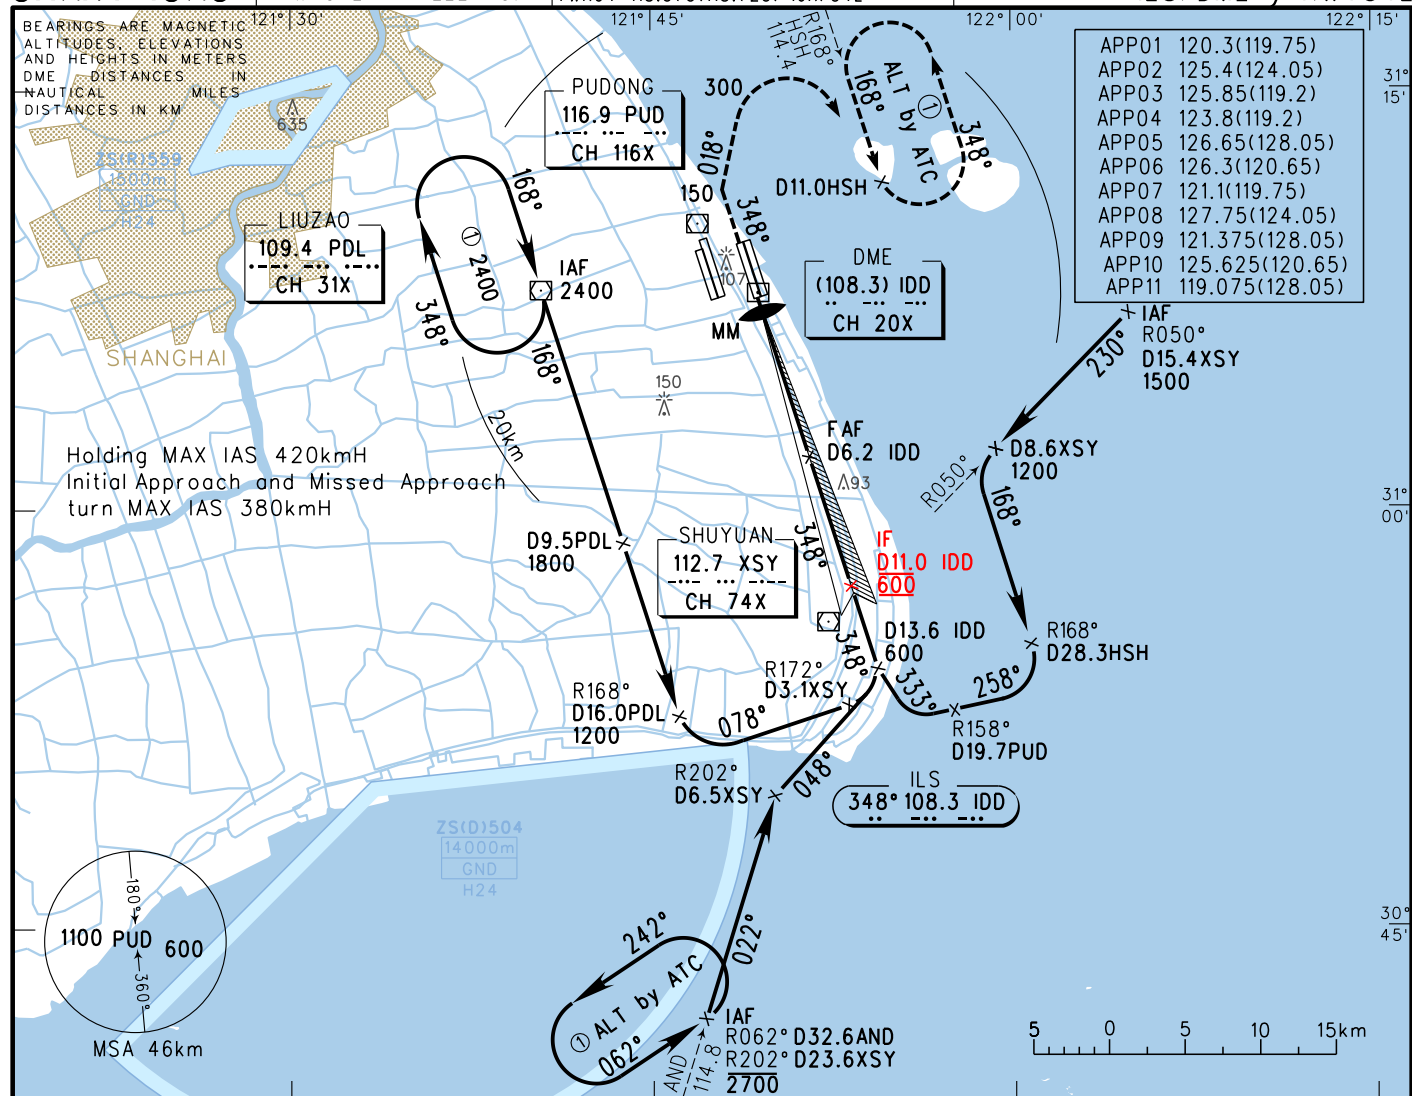 121°30'
121°45'
122°00'
122°15'
BEARINGS ARE MAGNETIC
ALTITUDES, ELEVATIONS
AND HEIGHTS IN METERS
DME DISTANCES IN
NAUTICAL MILES
DISTANCES IN KM
635
ZS(R)559
1500m
GND
H24
SHANGHAI
LIUZAO
109.4 PDL
CH 31X
PUDONG
116.9 PUD
CH 116X
R168°
HSH
114.4
300
018°
150
348°
107
D11.0HSH
168°
ALT by ATC
①
348°
APP01 120.3(119.75)
APP02 125.4(124.05)
APP03 125.85(119.2)
APP04 123.8(119.2)
APP05 126.65(128.05)
APP06 126.3(120.65)
APP07 121.1(119.75)
APP08 127.75(124.05)
APP09 121.375(128.05)
APP10 125.625(120.65)
APP11 119.075(128.05)
31°
15'
168°
① 2400
348°
IAF
2400
168°
DME
(108.3) IDD
CH 20X
MM
150
20km
IAF
R050°
D15.4XSY
1500
230°
Holding MAX IAS 420kmH
Initial Approach and Missed Approach
turn MAX IAS 380kmH
FAF
D6.2 IDD
93
D8.6XSY
1200
R050°
168°
31°
00'
D9.5PDL
1800
SHUYUAN
112.7 XSY
CH 74X
348°
IF
D11.0 IDD
600
D13.6 IDD
600
348°
R168°
D28.3HSH
R172°
D3.1XSY
333°
258°
R168°
D16.0PDL
1200
078°
R158°
D19.7PUD
R202°
D6.5XSY
048°
ILS
348° 108.3 IDD
ZS(D)504
14000m
GND
H24
180°
1100 PUD 600
360°
MSA 46km
242°
022°
① ALT by ATC
062°
IAF
R062° D32.6AND
R202° D23.6XSY
2700
AND
114.8
30°
45'
5 0 5 10 15km